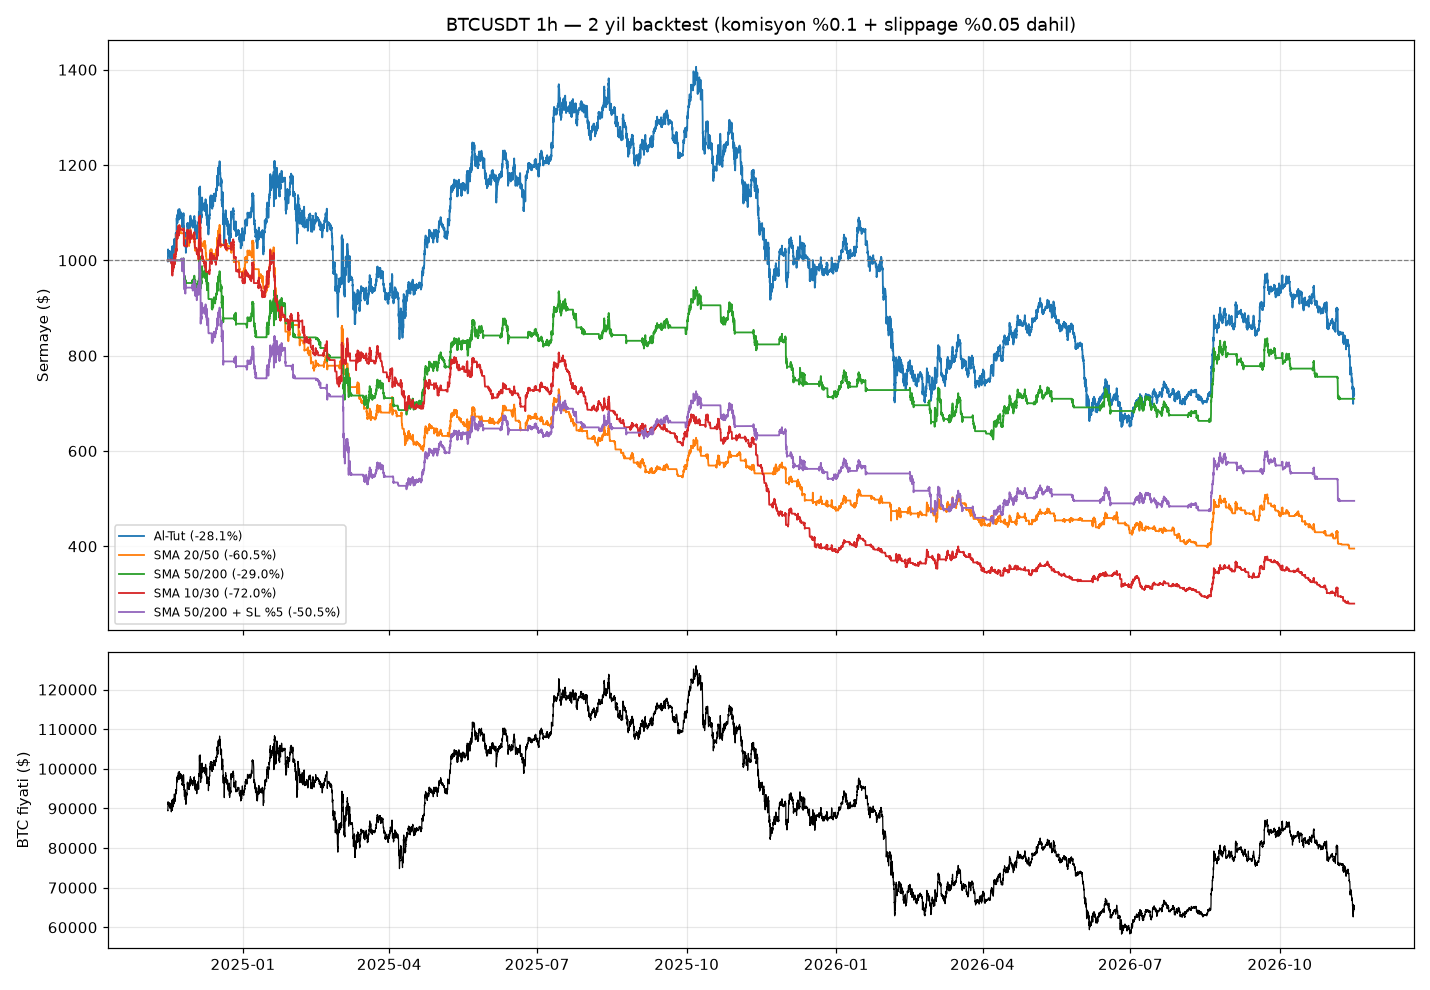 BTCUSDT 1h — 2 yil backtest (komisyon %0.1 + slippage %0.05 dahil)
Sermaye ($)
1400
1200
1000
800
600
400
Al-Tut (-28.1%)
SMA 20/50 (-60.5%)
SMA 50/200 (-29.0%)
SMA 10/30 (-72.0%)
SMA 50/200 + SL %5 (-50.5%)
BTC fiyati ($)
120000
110000
100000
90000
80000
70000
60000
2025-01 2025-04 2025-07 2025-10 2026-01 2026-04 2026-07 2026-10